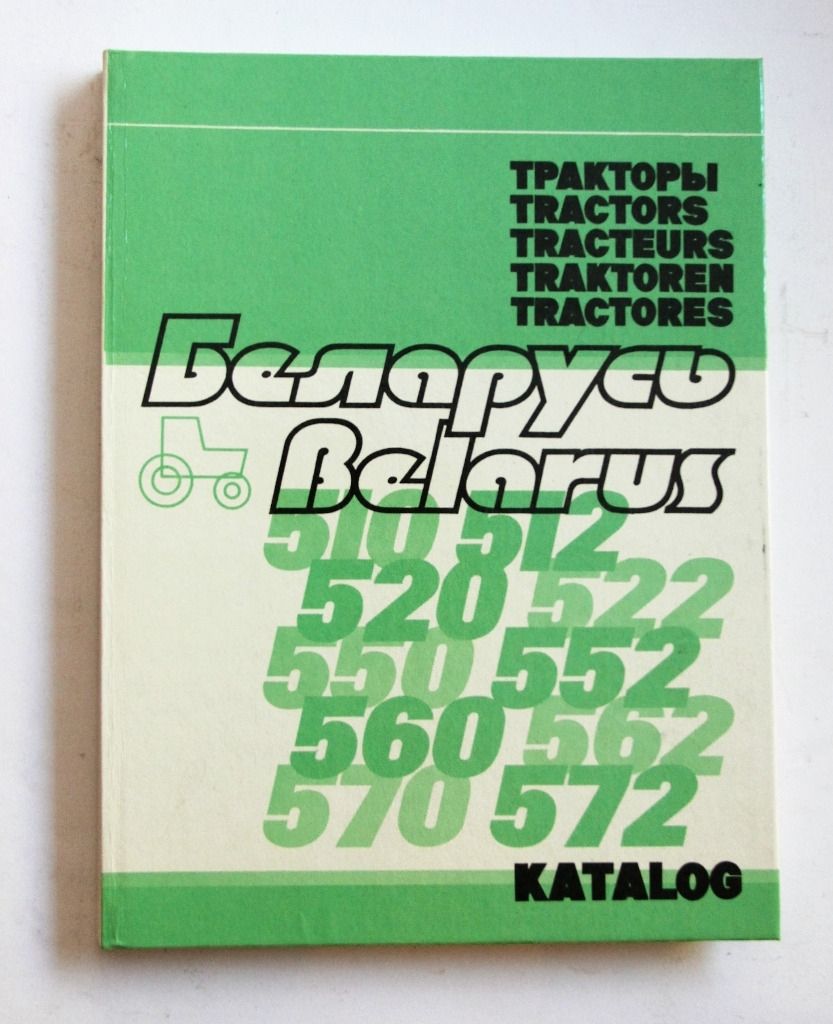 ТРАКТОРЫ
TRACTORS
TRACTEURS
TRAKTOREN
TRACTORES
Беларусь
Belarus
510 512
520 522
550 552
560 562
570 572
KATALOG